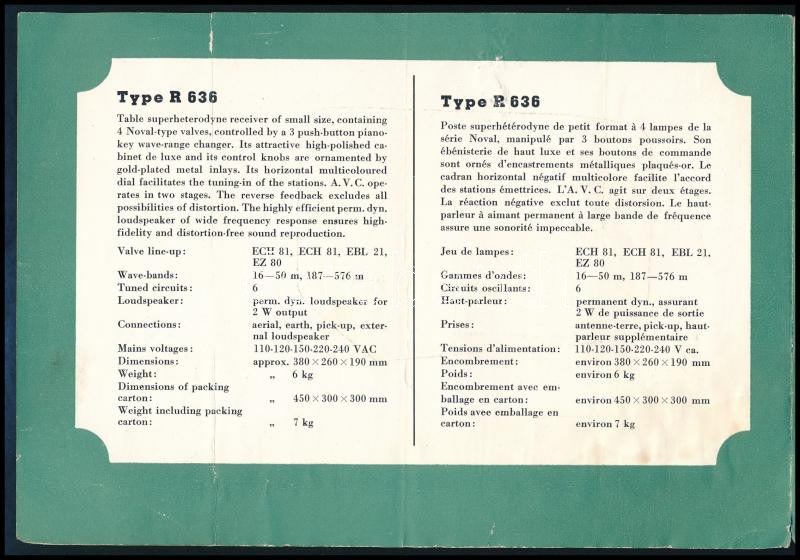 Type R 636
Table superheterodyne receiver of small size, containing
4 Noval-type valves, controlled by a 3 push-button piano-
key wave-range changer. Its attractive high-polished ca-
binet de luxe and its control knobs are ornamented by
gold-plated metal inlays. Its horizontal multicoloured
dial facilitates the tuning-in of the stations. A. V. C. ope-
rates in two stages. The reverse feedback excludes all
possibilities of distortion. The highly efficient perm. dyn.
loudspeaker of wide frequency response ensures high-
fidelity and distortion-free sound reproduction.
Valve line-up: ECH 81, ECH 81, EBL 21,
EZ 80
Wave-bands: 16—50 m, 187—576 m
Tuned circuits: 6
Loudspeaker: perm. dyn. loudspeaker for
2 W output
Connections: aerial, earth, pick-up, exter-
nal loudspeaker
Mains voltages: 110-120-150-220-240 VAC
Dimensions: approx. 380×260×190 mm
Weight: „ 6 kg
Dimensions of packing
carton: „ 450×300×300 mm
Weight including packing
carton: „ 7 kg
Type R 636
Poste superhétérodyne de petit format à 4 lampes de la
série Noval, manipulé par 3 boutons poussoirs. Son
ébénisterie de haut luxe et ses boutons de commande
sont ornés d'encastrements métalliques plaqués-or. Le
cadran horizontal négatif multicolore facilite l'accord
des stations émettrices. L'A. V. C. agit sur deux étages.
La réaction négative exclut toute distorsion. Le haut-
parleur à aimant permanent à large bande de fréquence
assure une sonorité impeccable.
Jeu de lampes: ECH 81, ECH 81, EBL 21,
EZ 80
Gammes d'ondes: 16—50 m, 187—576 m
Circuits oscillants: 6
Haut-parleur: permanent dyn., assurant
2 W de puissance de sortie
Prises: antenne-terre, pick-up, haut-
parleur supplémentaire
Tensions d'alimentation: 110-120-150-220-240 V ca.
Encombrement: environ 380×260×190 mm
Poids: environ 6 kg
Encombrement avec em-
ballage en carton: environ 450×300×300 mm
Poids avec emballage en
carton: environ 7 kg